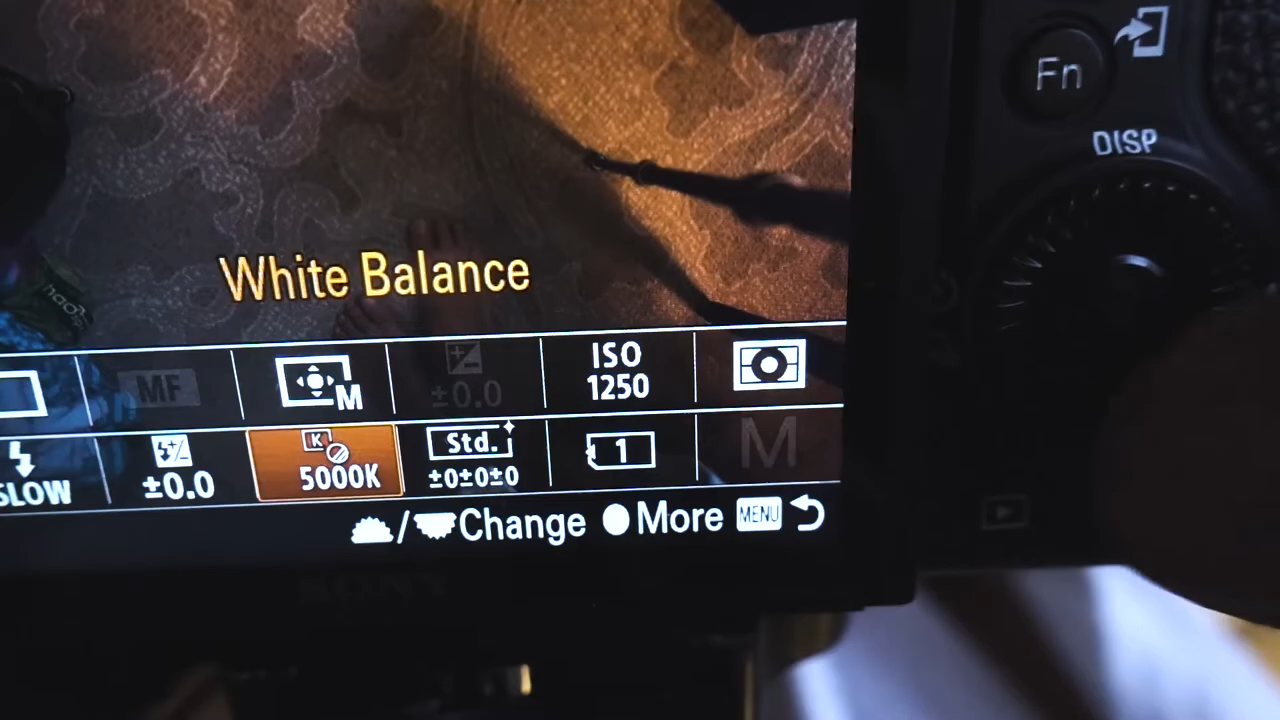 Fn
DISP
White Balance
MF
M
±0.0
ISO
1250
SLOW
±0.0
K
5000K
Std.
±0±0±0
1
M
Change More MENU
SONY